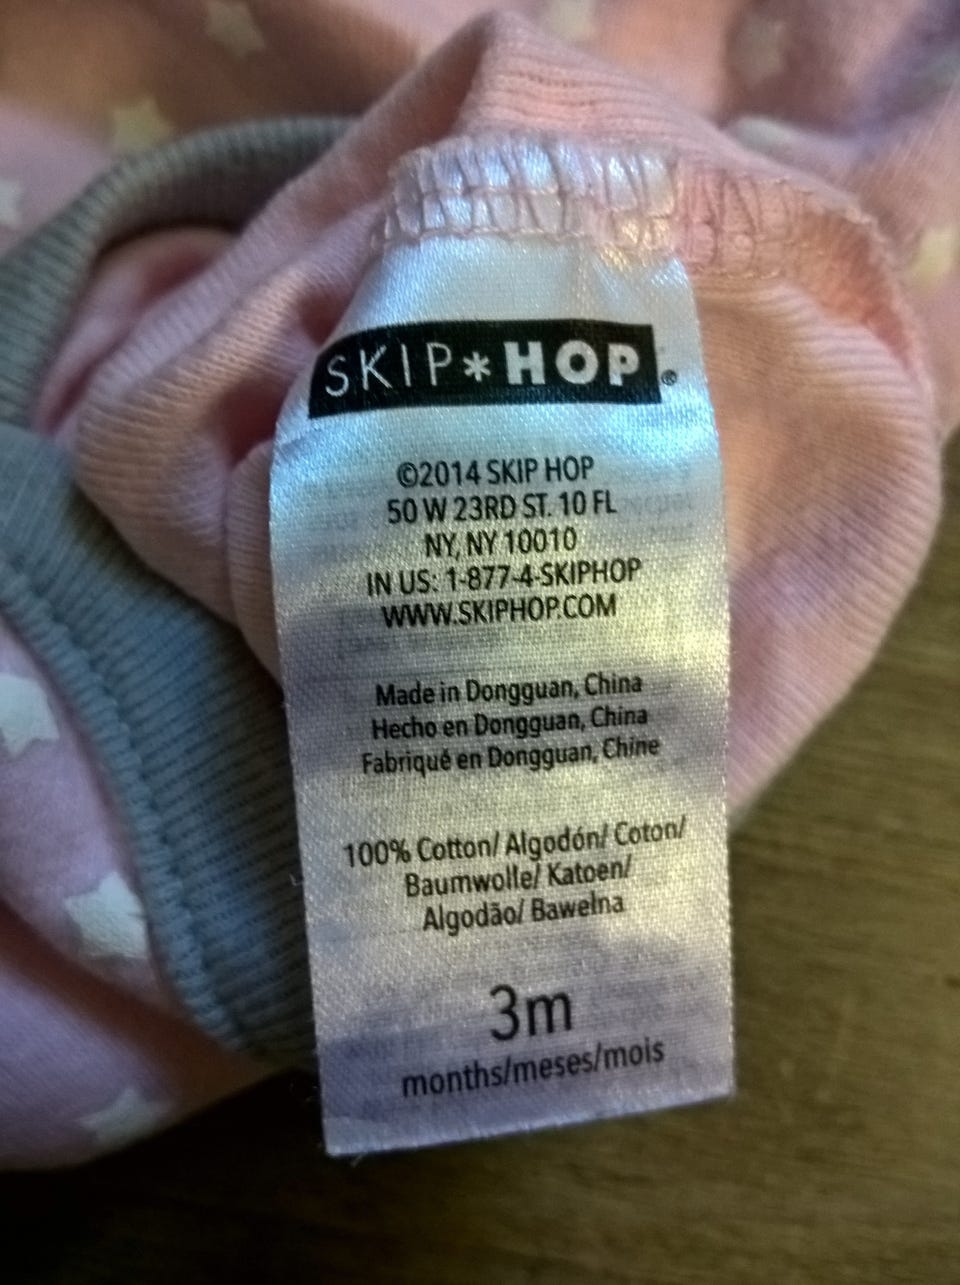 SKIP*HOP®
©2014 SKIP HOP
50 W 23RD ST. 10 FL
NY, NY 10010
IN US: 1-877-4-SKIPHOP
WWW.SKIPHOP.COM
Made in Dongguan, China
Hecho en Dongguan, China
Fabriqué en Dongguan, Chine
100% Cotton/ Algodón/ Coton/
Baumwolle/ Katoen/
Algodão/ Bawełna
3m
months/meses/mois